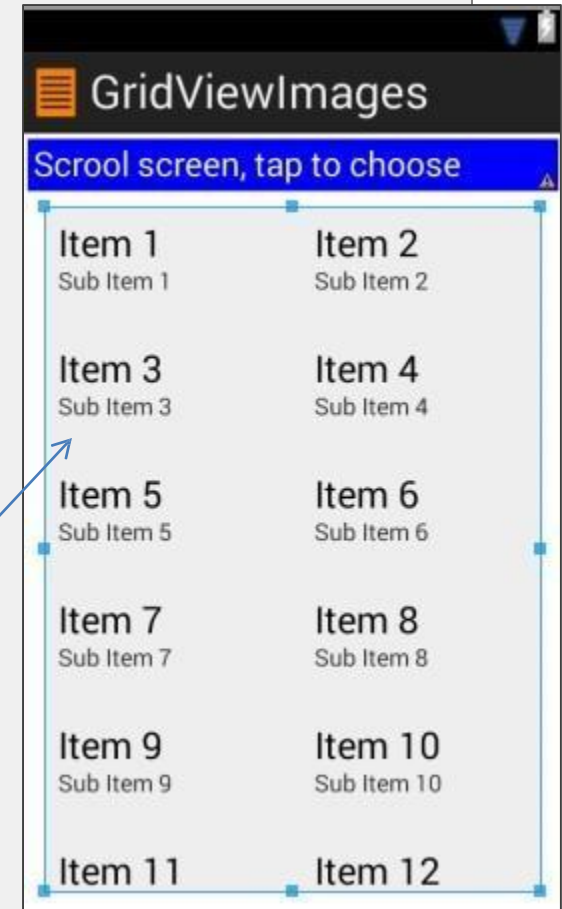 GridViewImages
Scrool screen, tap to choose
Item 1 Item 2
Sub Item 1 Sub Item 2
Item 3 Item 4
Sub Item 3 Sub Item 4
Item 5 Item 6
Sub Item 5 Sub Item 6
Item 7 Item 8
Sub Item 7 Sub Item 8
Item 9 Item 10
Sub Item 9 Sub Item 10
Item 11 Item 12